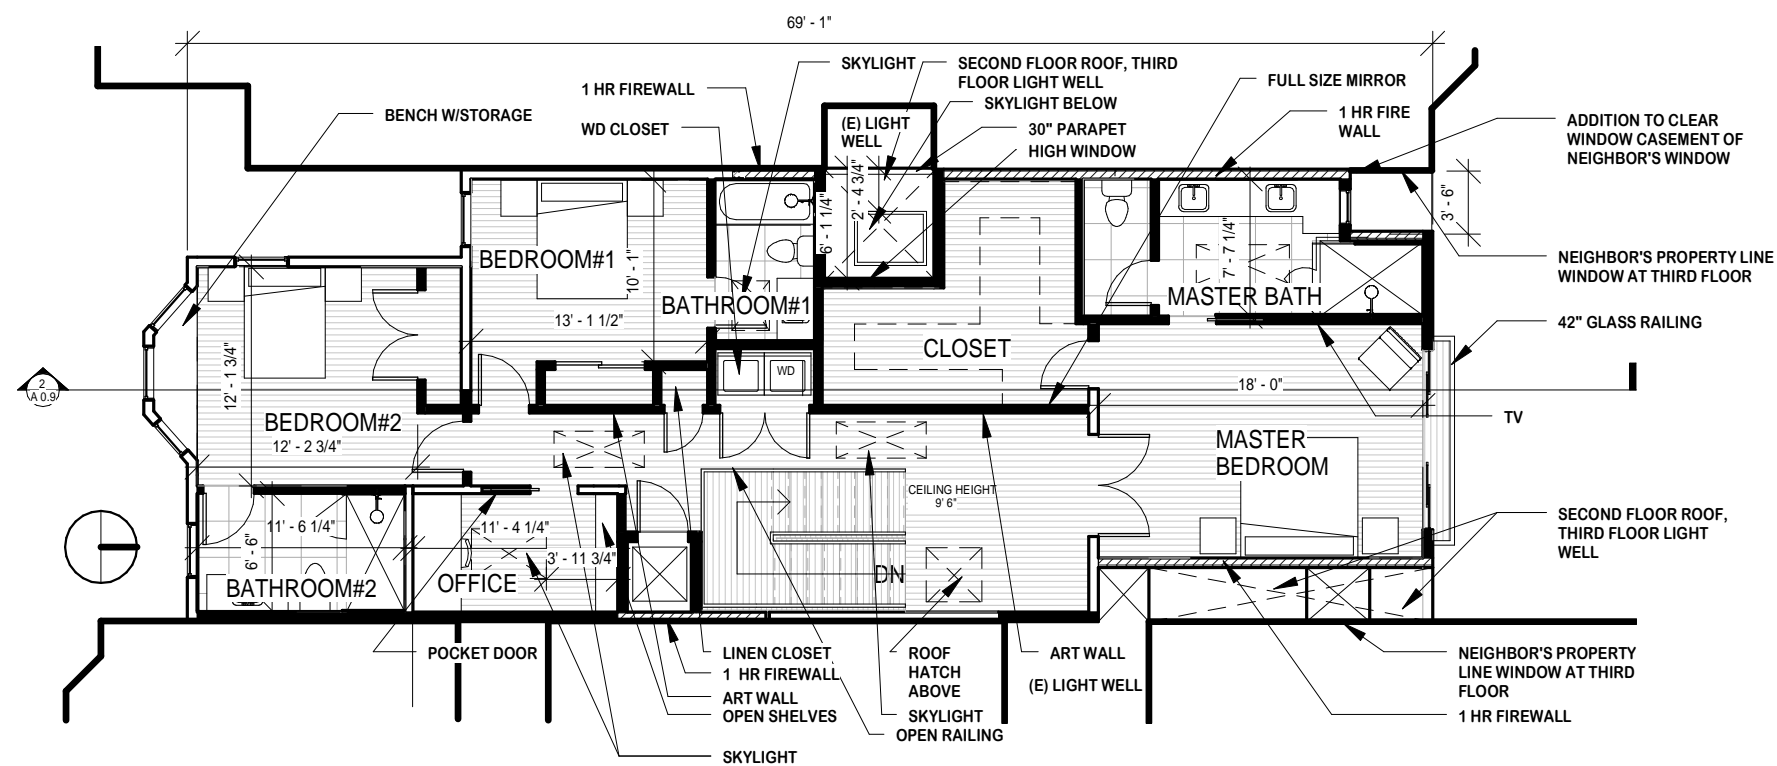 69' - 1"
SKYLIGHT
SECOND FLOOR ROOF, THIRD
FLOOR LIGHT WELL
SKYLIGHT BELOW
30" PARAPET
HIGH WINDOW
FULL SIZE MIRROR
1 HR FIRE
WALL
ADDITION TO CLEAR
WINDOW CASEMENT OF
NEIGHBOR'S WINDOW
1 HR FIREWALL
WD CLOSET
BENCH W/STORAGE
(E) LIGHT
WELL
2' - 4 3/4"
6' - 1 1/4"
3' - 6"
NEIGHBOR'S PROPERTY LINE
WINDOW AT THIRD FLOOR
42" GLASS RAILING
BEDROOM#1
10' - 1"
13' - 1 1/2"
BATHROOM#1
7' - 7 1/4"
MASTER BATH
CLOSET
WD
18' - 0"
TV
2
A 0.9
12' - 1 3/4"
BEDROOM#2
12' - 2 3/4"
MASTER
BEDROOM
CEILING HEIGHT
9' 6"
SECOND FLOOR ROOF,
THIRD FLOOR LIGHT
WELL
11' - 6 1/4"
6' - 6"
BATHROOM#2
11' - 4 1/4"
3' - 11 3/4"
OFFICE
DN
POCKET DOOR
LINEN CLOSET
1 HR FIREWALL
ART WALL
OPEN SHELVES
SKYLIGHT
ROOF
HATCH
ABOVE
SKYLIGHT
OPEN RAILING
ART WALL
(E) LIGHT WELL
NEIGHBOR'S PROPERTY
LINE WINDOW AT THIRD
FLOOR
1 HR FIREWALL